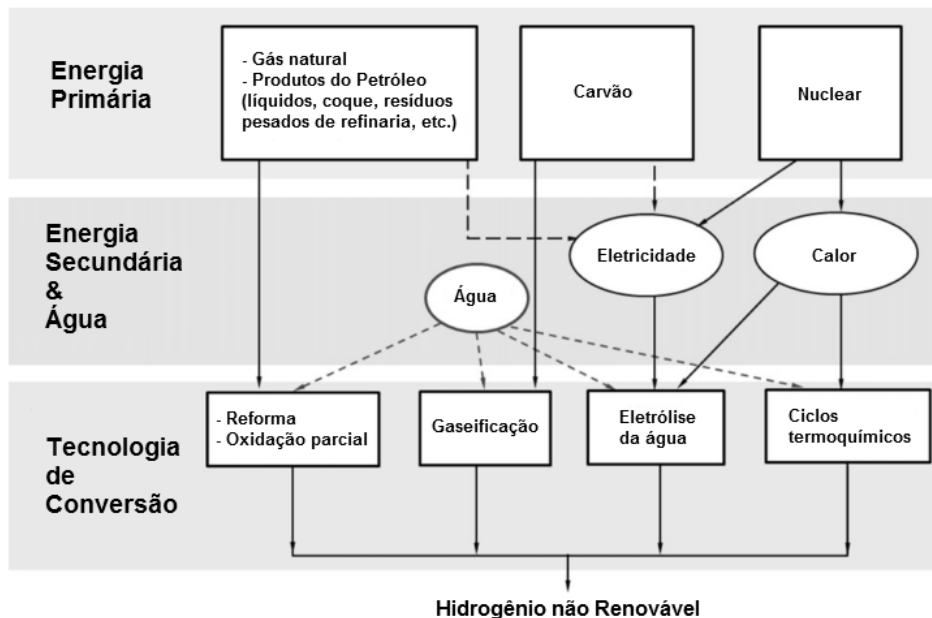 Energia
Primária
- Gás natural
- Produtos do Petróleo
(líquidos, coque, resíduos
pesados de refinaria, etc.)
Carvão
Nuclear
Energia
Secundária
&
Água
Água
Eletricidade
Calor
Tecnologia
de
Conversão
- Reforma
- Oxidação parcial
Gaseificação
Eletrólise
da água
Ciclos
termoquímicos
Hidrogênio não Renovável